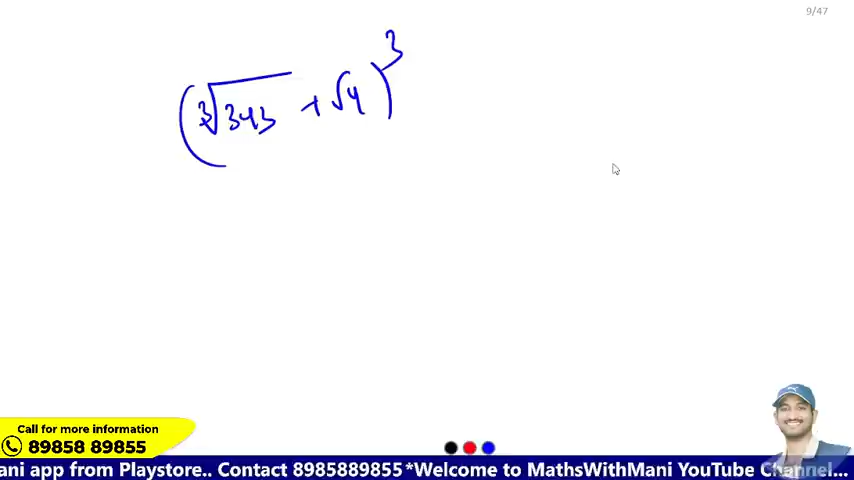 9/47
(∛343 + √4)³
Call for more information
89858 89855
ani app from Playstore.. Contact 8985889855 *Welcome to MathsWithMani YouTube Channel...